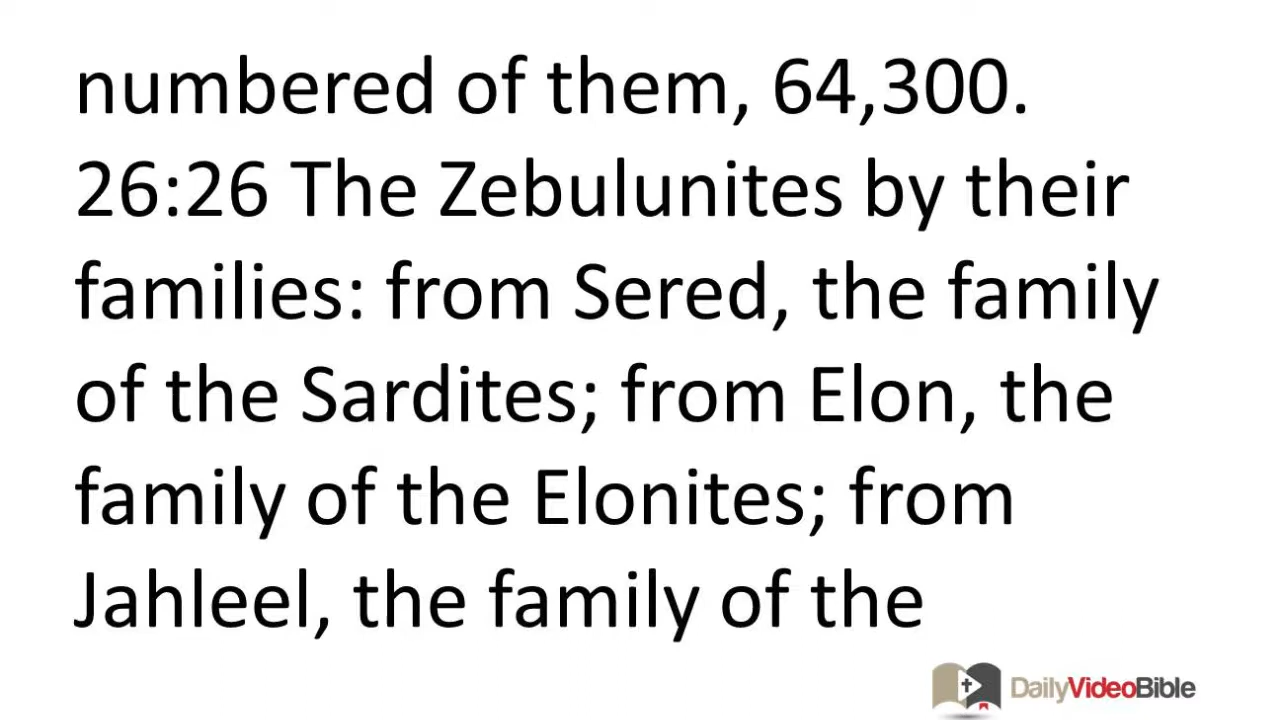 numbered of them, 64,300.
26:26 The Zebulunites by their
families: from Sered, the family
of the Sardites; from Elon, the
family of the Elonites; from
Jahleel, the family of the
DailyVideoBible